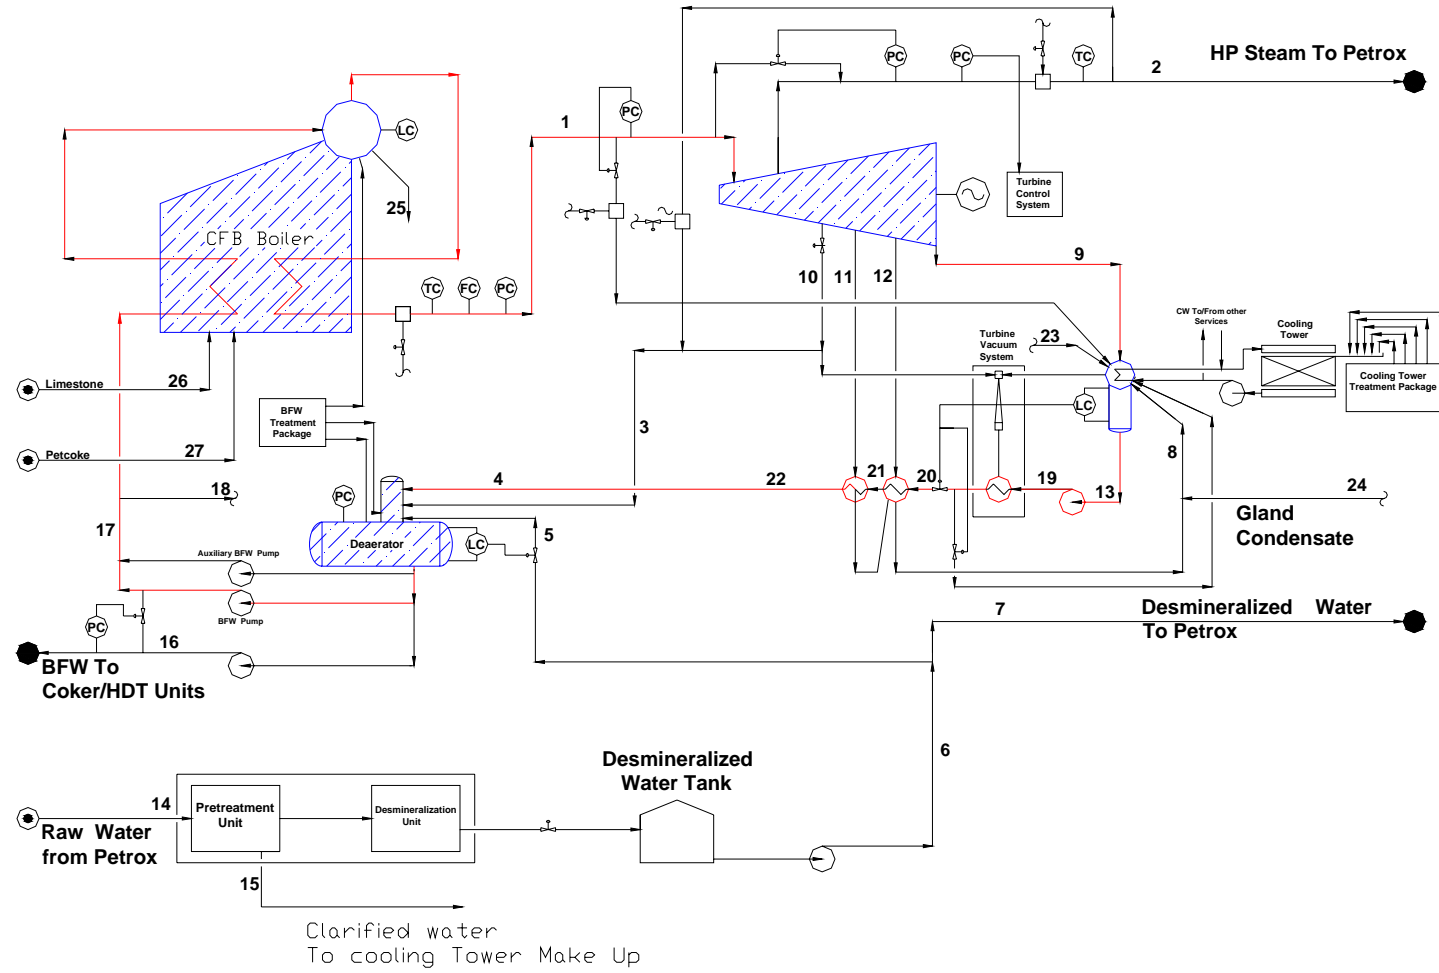 HP Steam To Petrox
2
PC
PC
TC
1
PC
LC
Turbine
Control
System
25
CFB Boiler
TC
FC
PC
9
10
11
12
CW To/From other
Services
Cooling
Tower
Turbine
Vacuum
System
23
Cooling Tower
Treatment Package
Limestone
26
BFW
Treatment
Package
LC
3
8
Petcoke
27
18
4
22
21
20
19
13
24
PC
Gland
Condensate
17
Deaerator
LC
5
Auxiliary BFW Pump
BFW Pump
7
Desmineralized Water
To Petrox
PC
16
BFW To
Coker/HDT Units
6
Desmineralized
Water Tank
14
Pretreatment
Unit
Desmineralization
Unit
Raw Water
from Petrox
15
Clarified water
To cooling Tower Make Up